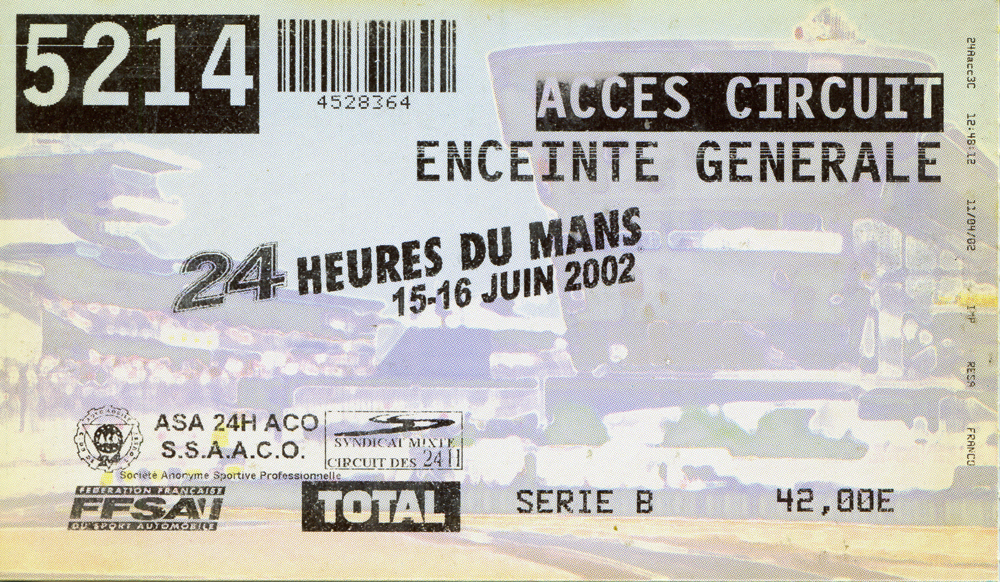 5214
4528364
ACCES CIRCUIT
ENCEINTE GENERALE
24 HEURES DU MANS
15-16 JUIN 2002
ASA 24H ACO
S.S.A.A.C.O.
Société Anonyme Sportive Professionnelle
SYNDICAT MIXTE
CIRCUIT DES 24 H
FEDERATION FRANCAISE
FFSA
DU SPORT AUTOMOBILE
TOTAL
SERIE B 42,00E
24Aacc3C 12:48:12 11/04/02 IMP RESA FRANCO